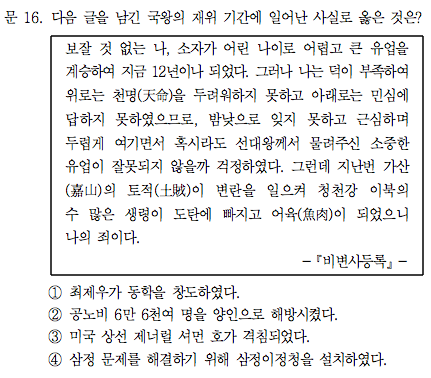 문 16. 다음 글을 남긴 국왕의 재위 기간에 일어난 사실로 옳은 것은?
보잘 것 없는 나, 소자가 어린 나이로 어렵고 큰 유업을
계승하여 지금 12년이나 되었다. 그러나 나는 덕이 부족하여
위로는 천명(天命)을 두려워하지 못하고 아래로는 민심에
답하지 못하였으므로, 밤낮으로 잊지 못하고 근심하며
두렵게 여기면서 혹시라도 선대왕께서 물려주신 소중한
유업이 잘못되지 않을까 걱정하였다. 그런데 지난번 가산
(嘉山)의 토적(土賊)이 변란을 일으켜 청천강 이북의
수 많은 생령이 도탄에 빠지고 어육(魚肉)이 되었으니
나의 죄이다.
-『비변사등록』-
① 최제우가 동학을 창도하였다.
② 공노비 6만 6천여 명을 양인으로 해방시켰다.
③ 미국 상선 제너럴 셔먼 호가 격침되었다.
④ 삼정 문제를 해결하기 위해 삼정이정청을 설치하였다.